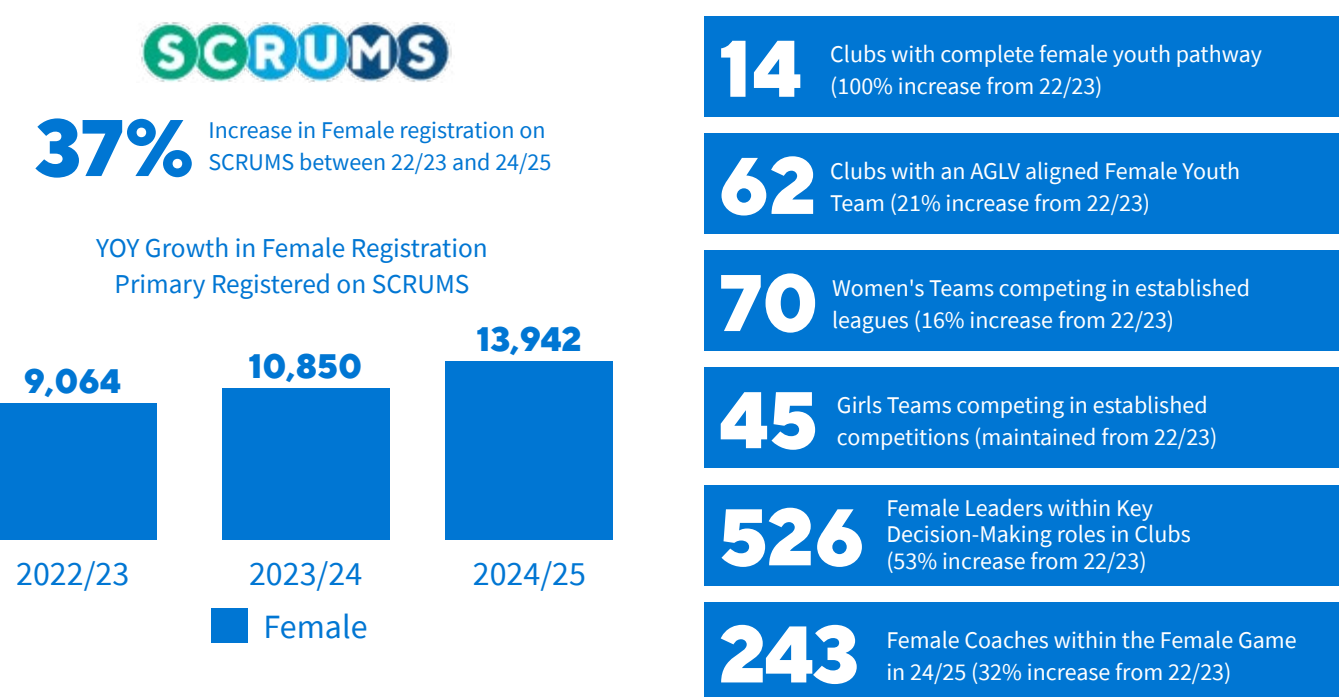 SCRUMS
37%
Increase in Female registration on
SCRUMS between 22/23 and 24/25
YOY Growth in Female Registration
Primary Registered on SCRUMS
9,064
10,850
13,942
2022/23
2023/24
2024/25
Female
14
Clubs with complete female youth pathway
(100% increase from 22/23)
62
Clubs with an AGLV aligned Female Youth
Team (21% increase from 22/23)
70
Women's Teams competing in established
leagues (16% increase from 22/23)
45
Girls Teams competing in established
competitions (maintained from 22/23)
526
Female Leaders within Key
Decision-Making roles in Clubs
(53% increase from 22/23)
243
Female Coaches within the Female Game
in 24/25 (32% increase from 22/23)